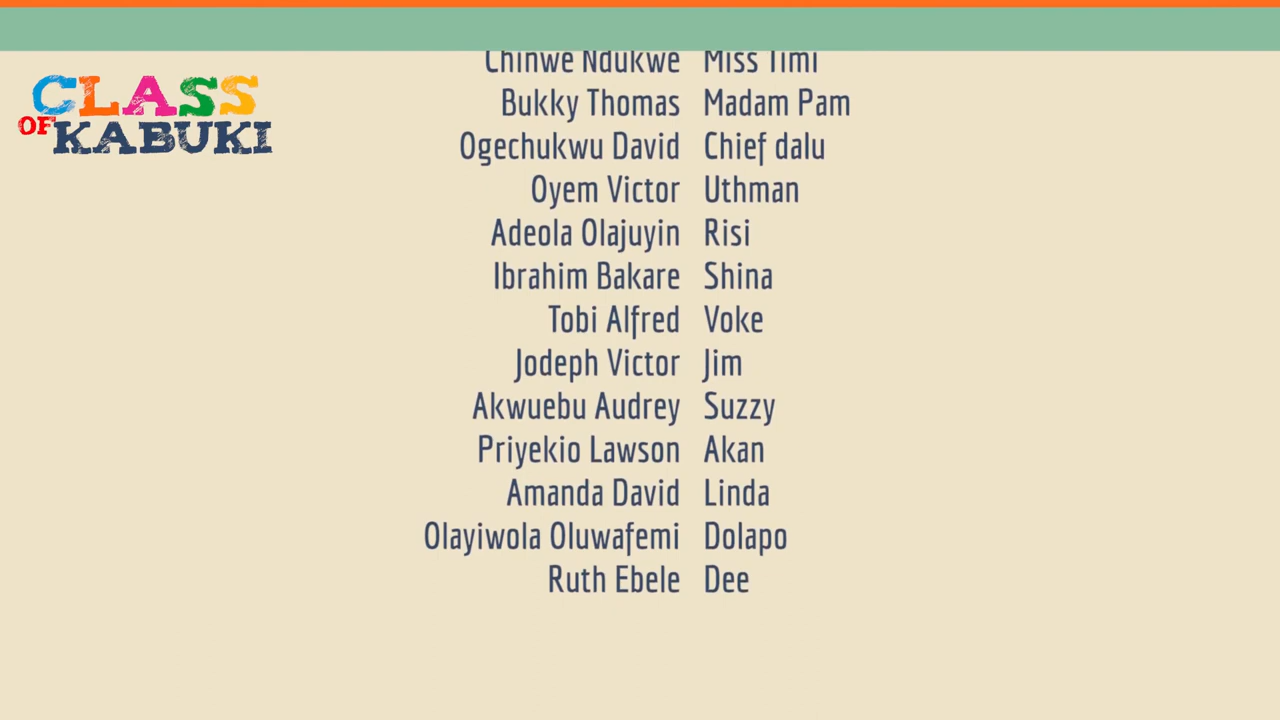 CLASS
OF KABUKI
Chinwe Ndukwe Miss Timi
Bukky Thomas Madam Pam
Ogechukwu David Chief dalu
Oyem Victor Uthman
Adeola Olajuyin Risi
Ibrahim Bakare Shina
Tobi Alfred Voke
Jodeph Victor Jim
Akwuebu Audrey Suzzy
Priyekio Lawson Akan
Amanda David Linda
Olayiwola Oluwafemi Dolapo
Ruth Ebele Dee